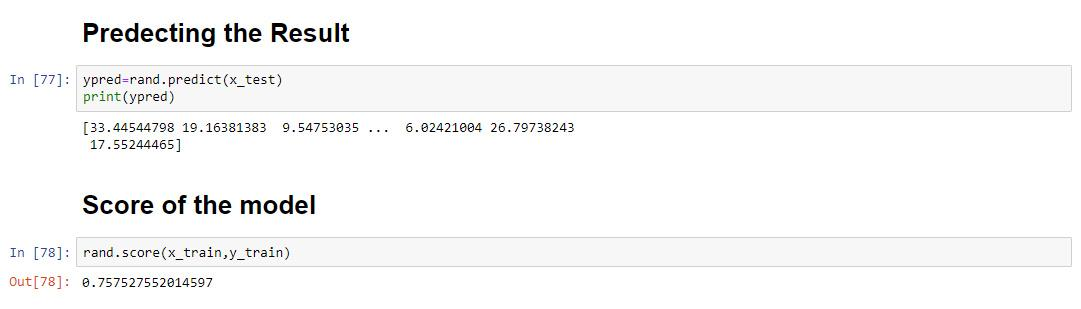 Predecting the Result
In [77]: ypred=rand.predict(x_test)
print(ypred)
[33.44544798 19.16381383  9.54753035 ...  6.02421004 26.79738243
 17.55244465]
Score of the model
In [78]: rand.score(x_train,y_train)
Out[78]: 0.757527552014597